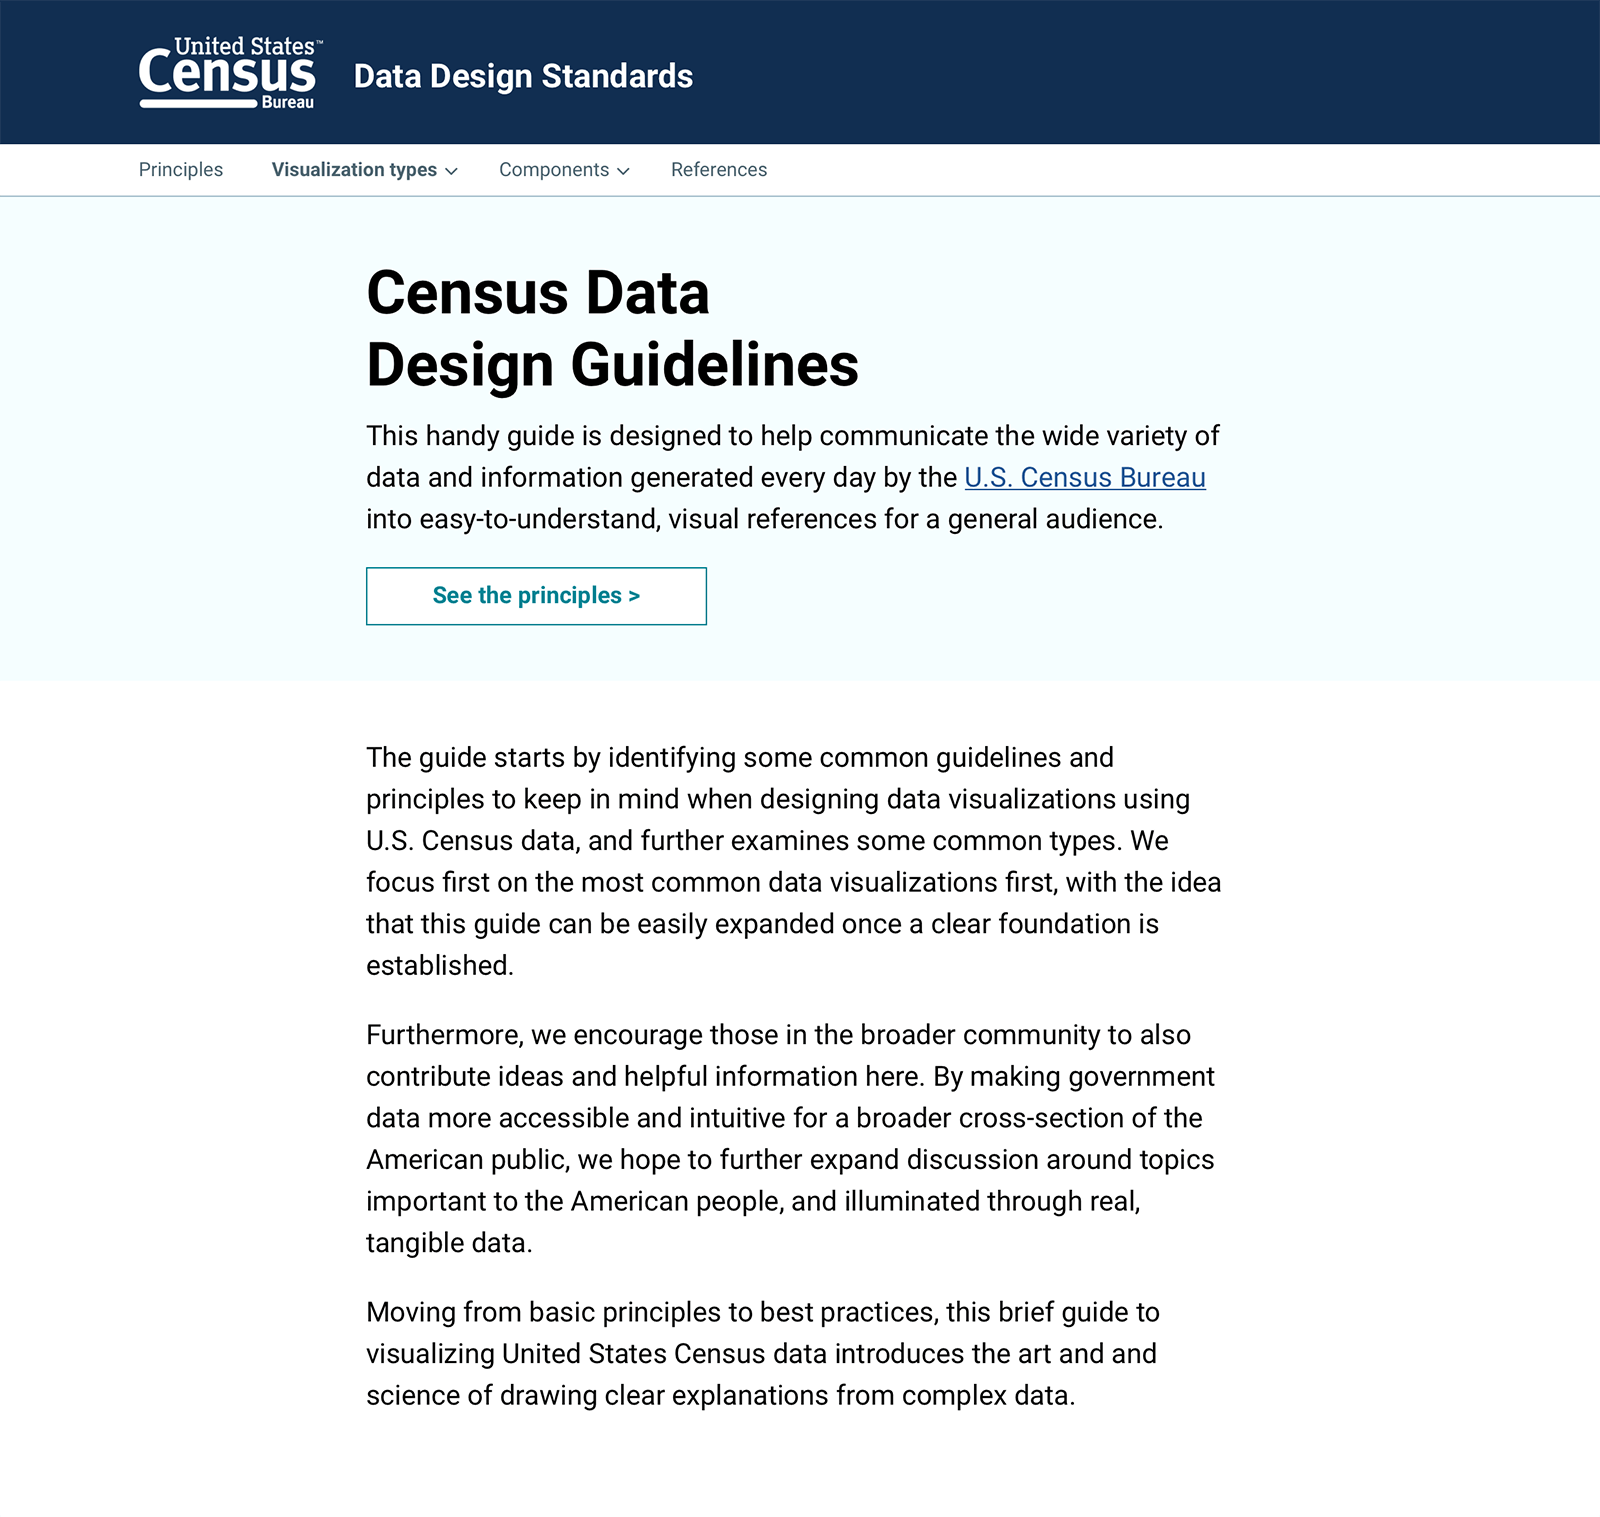 United States™
Census
Bureau
Data Design Standards
Principles
Visualization types
Components
References
Census Data
Design Guidelines
This handy guide is designed to help communicate the wide variety of
data and information generated every day by the U.S. Census Bureau
into easy-to-understand, visual references for a general audience.
See the principles >
The guide starts by identifying some common guidelines and
principles to keep in mind when designing data visualizations using
U.S. Census data, and further examines some common types. We
focus first on the most common data visualizations first, with the idea
that this guide can be easily expanded once a clear foundation is
established.
Furthermore, we encourage those in the broader community to also
contribute ideas and helpful information here. By making government
data more accessible and intuitive for a broader cross-section of the
American public, we hope to further expand discussion around topics
important to the American people, and illuminated through real,
tangible data.
Moving from basic principles to best practices, this brief guide to
visualizing United States Census data introduces the art and and
science of drawing clear explanations from complex data.